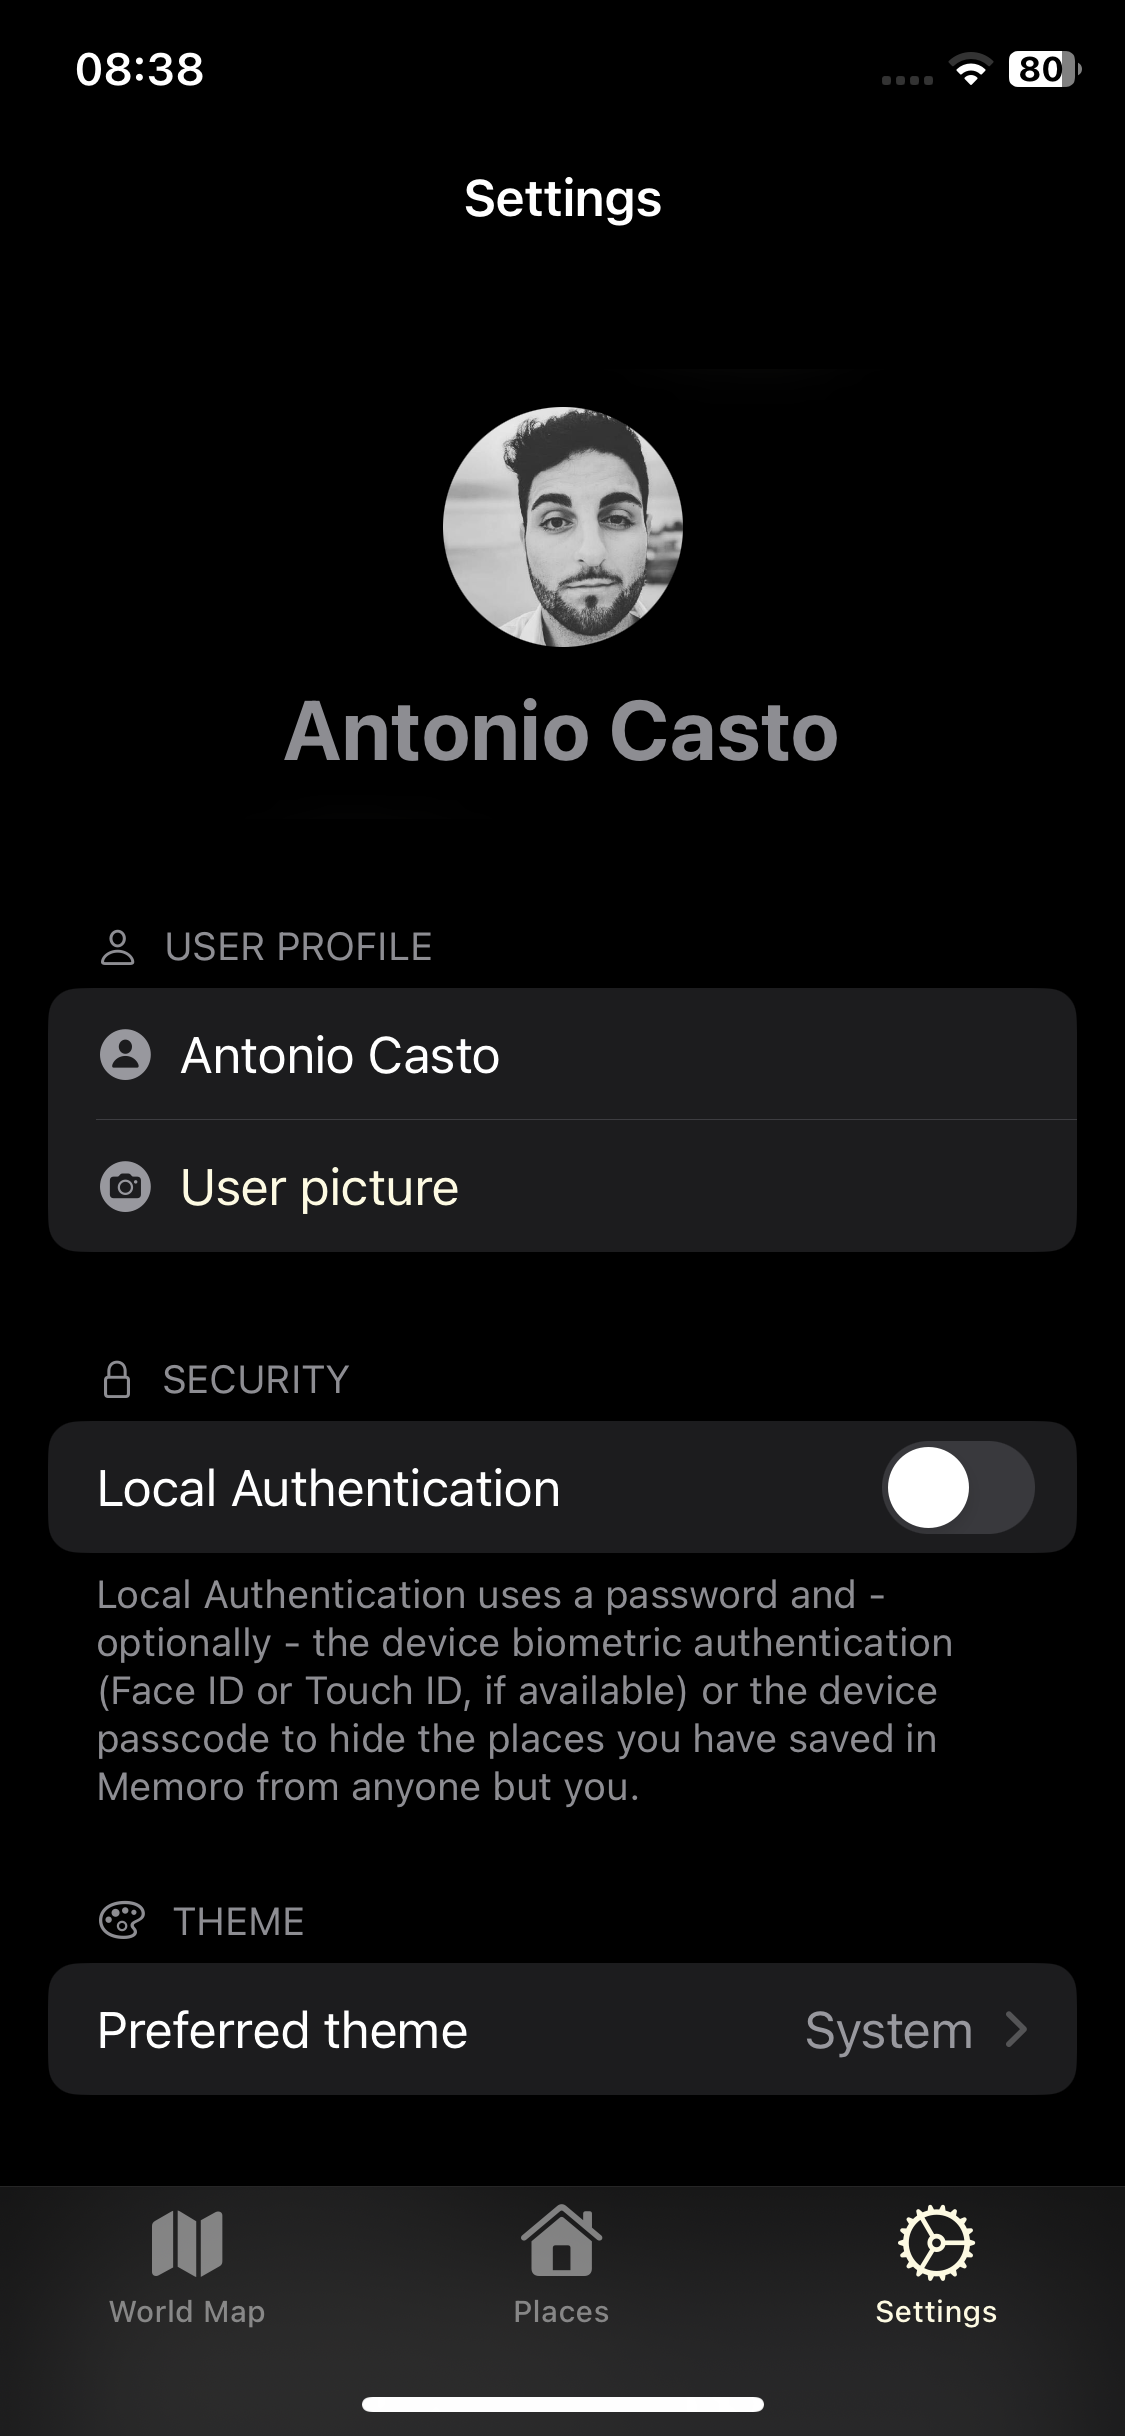 08:38
80
Settings
Antonio Casto
USER PROFILE
Antonio Casto
User picture
SECURITY
Local Authentication
Local Authentication uses a password and -
optionally - the device biometric authentication
(Face ID or Touch ID, if available) or the device
passcode to hide the places you have saved in
Memoro from anyone but you.
THEME
Preferred theme System
World Map Places Settings